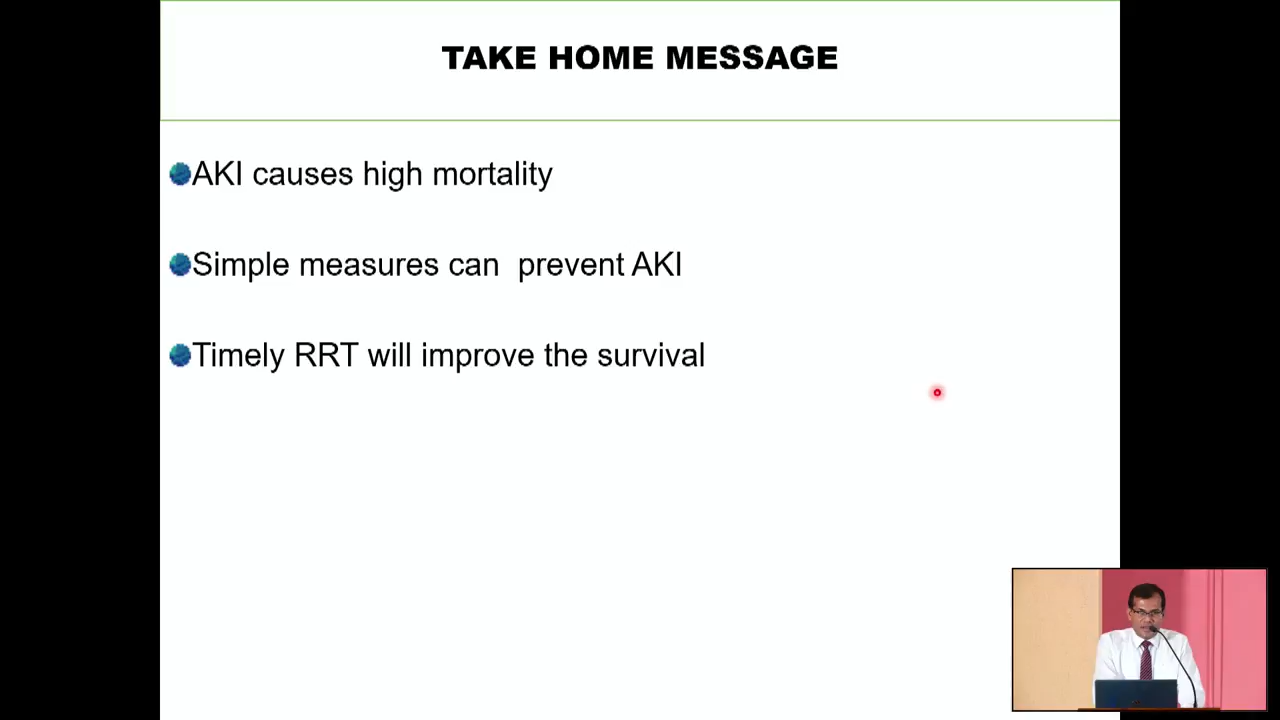 TAKE HOME MESSAGE
AKI causes high mortality
Simple measures can  prevent AKI
Timely RRT will improve the survival